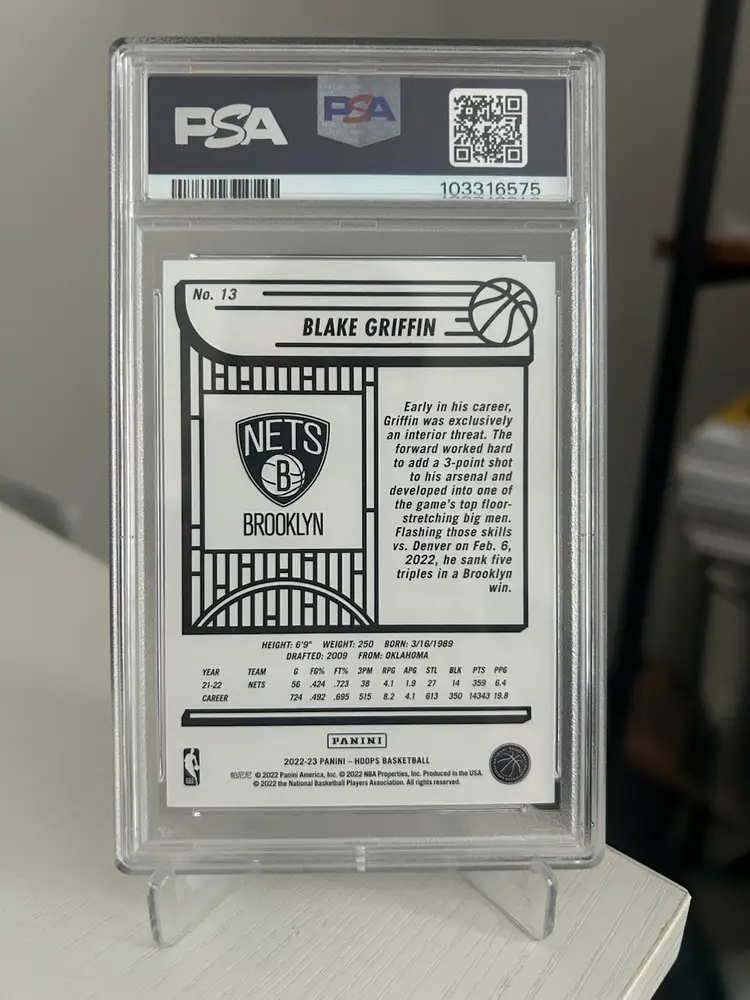 PSA
PSA
103316575
No. 13
BLAKE GRIFFIN
NETS
B
BROOKLYN
Early in his career,
Griffin was exclusively
an interior threat. The
forward worked hard
to add a 3-point shot
to his arsenal and
developed into one of
the game's top floor-
stretching big men.
Flashing those skills
vs. Denver on Feb. 6,
2022, he sank five
triples in a Brooklyn
win.
HEIGHT: 6'9" WEIGHT: 250 BORN: 3/16/1989
DRAFTED: 2009 FROM: OKLAHOMA
YEAR TEAM G FG% FT% 3PM RPG APG STL BLK PTS PPG
21-22 NETS 56 .424 .723 38 4.1 1.9 27 14 359 6.4
CAREER 724 .492 .695 515 8.2 4.1 613 350 14343 19.8
PANINI
2022-23 PANINI – HOOPS BASKETBALL
帕尼尼 © 2022 Panini America, Inc. © 2022 NBA Properties, Inc. Produced in the USA.
© 2022 the National Basketball Players Association. All rights reserved.
NBA